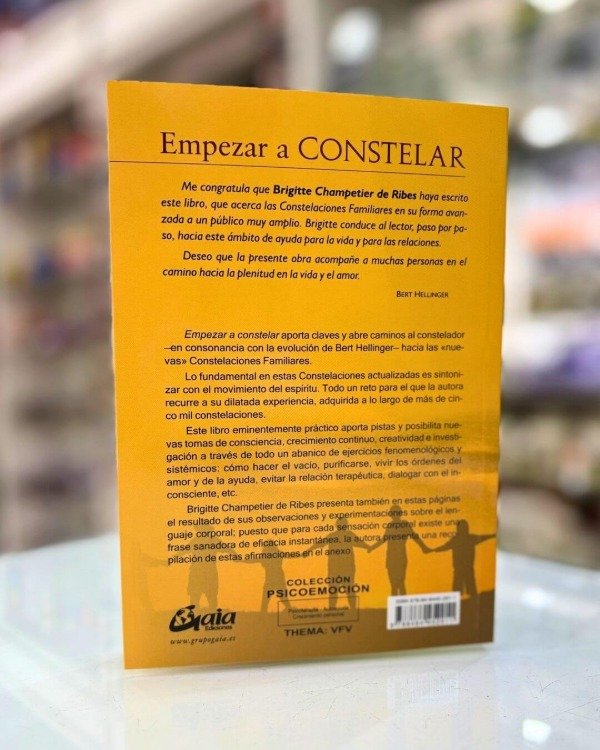 Empezar a CONSTELAR
Me congratula que Brigitte Champetier de Ribes haya escrito
este libro, que acerca las Constelaciones Familiares en su forma avan-
zada a un público muy amplio. Brigitte conduce al lector, paso por pa-
so, hacia este ámbito de ayuda para la vida y para las relaciones.
Deseo que la presente obra acompañe a muchas personas en el
camino hacia la plenitud en la vida y el amor.
BERT HELLINGER
Empezar a constelar aporta claves y abre caminos al constelador
–en consonancia con la evolución de Bert Hellinger– hacia las «nue-
vas» Constelaciones Familiares.
Lo fundamental en estas Constelaciones actualizadas es sintoni-
zar con el movimiento del espíritu. Todo un reto para el que la autora
recurre a su dilatada experiencia, adquirida a lo largo de más de cin-
co mil constelaciones.
Este libro eminentemente práctico aporta pistas y posibilita nue-
vas tomas de consciencia, crecimiento continuo, creatividad e investi-
gación a través de todo un abanico de ejercicios fenomenológicos y
sistémicos: cómo hacer el vacío, purificarse, vivir los órdenes del
amor y de la ayuda, evitar la relación terapéutica, dialogar con el in-
consciente, etc.
Brigitte Champetier de Ribes presenta también en estas páginas
el resultado de sus observaciones y experimentaciones sobre el len-
guaje corporal; puesto que para cada sensación corporal existe una
frase sanadora de eficacia instantánea, la autora presenta una reco-
pilación de estas afirmaciones en el anexo.
COLECCIÓN
PSICOEMOCIÓN
Crecimiento personal
THEMA: VFV
Gaia
Ediciones
www.grupogaia.es